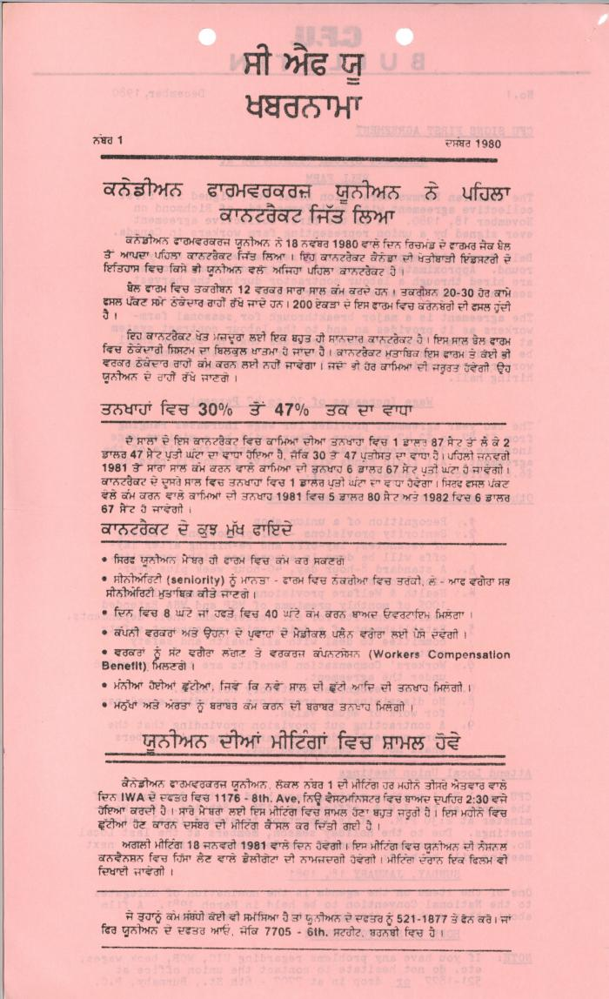 ਸੀ ਐਫ ਯੂ
ਖਬਰਨਾਮਾ
ਨੰਬਰ 1
ਦਸੰਬਰ 1980
ਕਨੇਡੀਅਨ ਫਾਰਮਵਰਕਰਜ਼ ਯੂਨੀਅਨ ਨੇ ਪਹਿਲਾ
ਕਾਨਟਰੈਕਟ ਜਿੱਤ ਲਿਆ
ਕਨੇਡੀਅਨ ਫਾਰਮਵਰਕਰਜ਼ ਯੂਨੀਅਨ ਨੇ 18 ਨਵੰਬਰ 1980 ਵਾਲੇ ਦਿਨ ਰਿਚਮੰਡ ਦੇ ਫਾਰਮਰ ਜੈਕ ਬੈਲ
ਤੋਂ ਆਪਦਾ ਪਹਿਲਾ ਕਾਨਟਰੈਕਟ ਜਿੱਤ ਲਿਆ । ਇਹ ਕਾਨਟਰੈਕਟ ਕੈਨੇਡਾ ਦੀ ਖੇਤੀਬਾੜੀ ਇੰਡਸਟਰੀ ਦੇ
ਇਤਿਹਾਸ ਵਿਚ ਕਿਸੇ ਭੀ ਯੂਨੀਅਨ ਵਲੋਂ ਅਜਿਹਾ ਪਹਿਲਾ ਕਾਨਟਰੈਕਟ ਹੈ ।
ਬੈਲ ਫਾਰਮ ਵਿਚ ਤਕਰੀਬਨ 12 ਵਰਕਰ ਸਾਰਾ ਸਾਲ ਕੰਮ ਕਰਦੇ ਹਨ । ਤਕਰੀਬਨ 20-30 ਹੋਰ ਕਾਮੇ
ਫਸਲ ਪੱਕਣ ਸਮੇਂ ਠੇਕੇਦਾਰ ਰਾਹੀਂ ਰੱਖੇ ਜਾਂਦੇ ਹਨ । 200 ਏਕੜਾਂ ਦੇ ਇਸ ਫਾਰਮ ਵਿਚ ਕਰੇਨਬੇਰੀ ਦੀ ਫਸਲ ਹੁੰਦੀ
ਹੈ ।
ਇਹ ਕਾਨਟਰੈਕਟ ਖੇਤ ਮਜ਼ਦੂਰਾਂ ਲਈ ਇਕ ਬਹੁਤ ਹੀ ਸ਼ਾਨਦਾਰ ਕਾਨਟਰੈਕਟ ਹੈ । ਇਸ ਸਾਲ ਬੈਲ ਫਾਰਮ
ਵਿਚ ਠੇਕੇਦਾਰੀ ਸਿਸਟਮ ਦਾ ਬਿਲਕੁਲ ਖਾਤਮਾ ਹੋ ਜਾਂਦਾ ਹੈ । ਕਾਨਟਰੈਕਟ ਮੁਤਾਬਿਕ ਇਸ ਫਾਰਮ ਤੇ ਕੋਈ ਭੀ
ਵਰਕਰ ਠੇਕੇਦਾਰ ਰਾਹੀਂ ਕੰਮ ਕਰਨ ਲਈ ਨਹੀਂ ਜਾਵੇਗਾ । ਜਦੋਂ ਭੀ ਹੋਰ ਕਾਮਿਆਂ ਦੀ ਜ਼ਰੂਰਤ ਹੋਵੇਗੀ ਉਹ
ਯੂਨੀਅਨ ਦੇ ਰਾਹੀਂ ਰੱਖੇ ਜਾਣਗੇ ।
ਤਨਖਾਹਾਂ ਵਿਚ 30% ਤੋਂ 47% ਤਕ ਦਾ ਵਾਧਾ
ਦੋ ਸਾਲਾਂ ਦੇ ਇਸ ਕਾਨਟਰੈਕਟ ਵਿਚ ਕਾਮਿਆਂ ਦੀਆਂ ਤਨਖਾਹਾਂ ਵਿਚ 1 ਡਾਲਰ 87 ਸੈਂਟ ਤੋਂ ਲੈ ਕੇ 2
ਡਾਲਰ 47 ਸੈਂਟ ਪ੍ਰਤੀ ਘੰਟਾ ਦਾ ਵਾਧਾ ਹੋਇਆ ਹੈ, ਜੋਕਿ 30 ਤੋਂ 47 ਪ੍ਰਤੀਸ਼ਤ ਦਾ ਵਾਧਾ ਹੈ । ਪਹਿਲੀ ਜਨਵਰੀ
1981 ਤੋਂ ਸਾਰਾ ਸਾਲ ਕੰਮ ਕਰਨ ਵਾਲੇ ਕਾਮਿਆਂ ਦੀ ਤਨਖਾਹ 6 ਡਾਲਰ 67 ਸੈਂਟ ਪ੍ਰਤੀ ਘੰਟਾ ਹੋ ਜਾਵੇਗੀ ।
ਕਾਨਟਰੈਕਟ ਦੇ ਦੂਸਰੇ ਸਾਲ ਵਿਚ ਤਨਖਾਹਾਂ ਵਿਚ 1 ਡਾਲਰ ਪ੍ਰਤੀ ਘੰਟਾ ਦਾ ਵਾਧਾ ਹੋਵੇਗਾ । ਸਿਰਫ ਫਸਲ ਪੱਕਣ
ਵੇਲੇ ਕੰਮ ਕਰਨ ਵਾਲੇ ਕਾਮਿਆਂ ਦੀ ਤਨਖਾਹ 1981 ਵਿਚ 5 ਡਾਲਰ 80 ਸੈਂਟ ਅਤੇ 1982 ਵਿਚ 6 ਡਾਲਰ
67 ਸੈਂਟ ਹੋ ਜਾਵੇਗੀ ।
ਕਾਨਟਰੈਕਟ ਦੇ ਕੁਝ ਮੁੱਖ ਫਾਇਦੇ
• ਸਿਰਫ ਯੂਨੀਅਨ ਮੈਂਬਰ ਹੀ ਫਾਰਮ ਵਿਚ ਕੰਮ ਕਰ ਸਕਣਗੇ
• ਸੀਨੀਅਰਿਟੀ (seniority) ਨੂੰ ਮਾਨਤਾ - ਫਾਰਮ ਵਿਚ ਨੌਕਰੀਆਂ ਵਿਚ ਤਰੱਕੀ, ਲੇ - ਆਫ ਵਗੈਰਾ ਸਭ
ਸੀਨੀਅਰਿਟੀ ਮੁਤਾਬਿਕ ਕੀਤੇ ਜਾਣਗੇ ।
• ਦਿਨ ਵਿਚ 8 ਘੰਟੇ ਜਾਂ ਹਫਤੇ ਵਿਚ 40 ਘੰਟੇ ਕੰਮ ਕਰਨ ਬਾਅਦ ਓਵਰਟਾਇਮ ਮਿਲੇਗਾ ।
• ਕੰਪਨੀ ਵਰਕਰਾਂ ਅਤੇ ਉਹਨਾਂ ਦੇ ਪ੍ਰਵਾਰਾਂ ਦੇ ਮੈਡੀਕਲ ਪਲੈਨ ਵਗੈਰਾ ਲਈ ਪੈਸੇ ਦੇਵੇਗੀ ।
• ਵਰਕਰਾਂ ਨੂੰ ਸੱਟ ਵਗੈਰਾ ਲੱਗਣ ਤੇ ਵਰਕਰਜ਼ ਕੰਪਨਟਸੇਸ਼ਨ (Workers Compensation
Benefit) ਮਿਲਣਗੇ ।
• ਮੰਨੀਆਂ ਹੋਈਆਂ ਛੁੱਟੀਆਂ, ਜਿਵੇਂ ਕਿ ਨਵੇਂ ਸਾਲ ਦੀ ਛੁੱਟੀ ਆਦਿ ਦੀ ਤਨਖਾਹ ਮਿਲੇਗੀ ।
• ਮਨੁੱਖਾਂ ਅਤੇ ਔਰਤਾਂ ਨੂੰ ਬਰਾਬਰ ਕੰਮ ਕਰਨ ਦੀ ਬਰਾਬਰ ਤਨਖਾਹ ਮਿਲੇਗੀ ।
ਯੂਨੀਅਨ ਦੀਆਂ ਮੀਟਿੰਗਾਂ ਵਿਚ ਸ਼ਾਮਲ ਹੋਵੋ
ਕੈਨੇਡੀਅਨ ਫਾਰਮਵਰਕਰਜ਼ ਯੂਨੀਅਨ, ਲੋਕਲ ਨੰਬਰ 1 ਦੀ ਮੀਟਿੰਗ ਹਰ ਮਹੀਨੇ ਤੀਸਰੇ ਐਤਵਾਰ ਵਾਲੇ
ਦਿਨ IWA ਦੇ ਦਫਤਰ ਵਿਚ 1176 - 8th. Ave, ਨਿਊ ਵੈਸਟਮਨਿਸਟਰ ਵਿਚ ਬਾਅਦ ਦੁਪਹਿਰ 2:30 ਵਜੇ
ਹੋਇਆ ਕਰਦੀ ਹੈ । ਸਾਰੇ ਮੈਂਬਰਾਂ ਲਈ ਇਸ ਮੀਟਿੰਗ ਵਿਚ ਸ਼ਾਮਲ ਹੋਣਾ ਬਹੁਤ ਜ਼ਰੂਰੀ ਹੈ । ਇਸ ਮਹੀਨੇ ਵਿਚ
ਛੁੱਟੀਆਂ ਹੋਣ ਕਾਰਨ ਦਸੰਬਰ ਦੀ ਮੀਟਿੰਗ ਕੈਂਸਲ ਕਰ ਦਿੱਤੀ ਗਈ ਹੈ ।
ਅਗਲੀ ਮੀਟਿੰਗ 18 ਜਨਵਰੀ 1981 ਵਾਲੇ ਦਿਨ ਹੋਵੇਗੀ । ਇਸ ਮੀਟਿੰਗ ਵਿਚ ਯੂਨੀਅਨ ਦੀ ਨੈਸ਼ਨਲ
ਕਨਵੈਨਸ਼ਨ ਵਿਚ ਹਿੱਸਾ ਲੈਣ ਵਾਲੇ ਡੈਲੀਗੇਟਾਂ ਦੀ ਨਾਮਜ਼ਦਗੀ ਹੋਵੇਗੀ । ਮੀਟਿੰਗ ਦੌਰਾਨ ਇਕ ਫਿਲਮ ਵੀ
ਦਿਖਾਈ ਜਾਵੇਗੀ ।
ਜੇ ਤੁਹਾਨੂੰ ਕੰਮ ਸੰਬੰਧੀ ਕੋਈ ਵੀ ਸਮੱਸਿਆ ਹੈ ਤਾਂ ਯੂਨੀਅਨ ਦੇ ਦਫਤਰ ਨੂੰ 521-1877 ਤੇ ਫੋਨ ਕਰੋ । ਜਾਂ
ਫਿਰ ਯੂਨੀਅਨ ਦੇ ਦਫਤਰ ਆਓ, ਜੋਕਿ 7705 - 6th. ਸਟਰੀਟ, ਬਰਨਬੀ ਵਿਚ ਹੈ ।